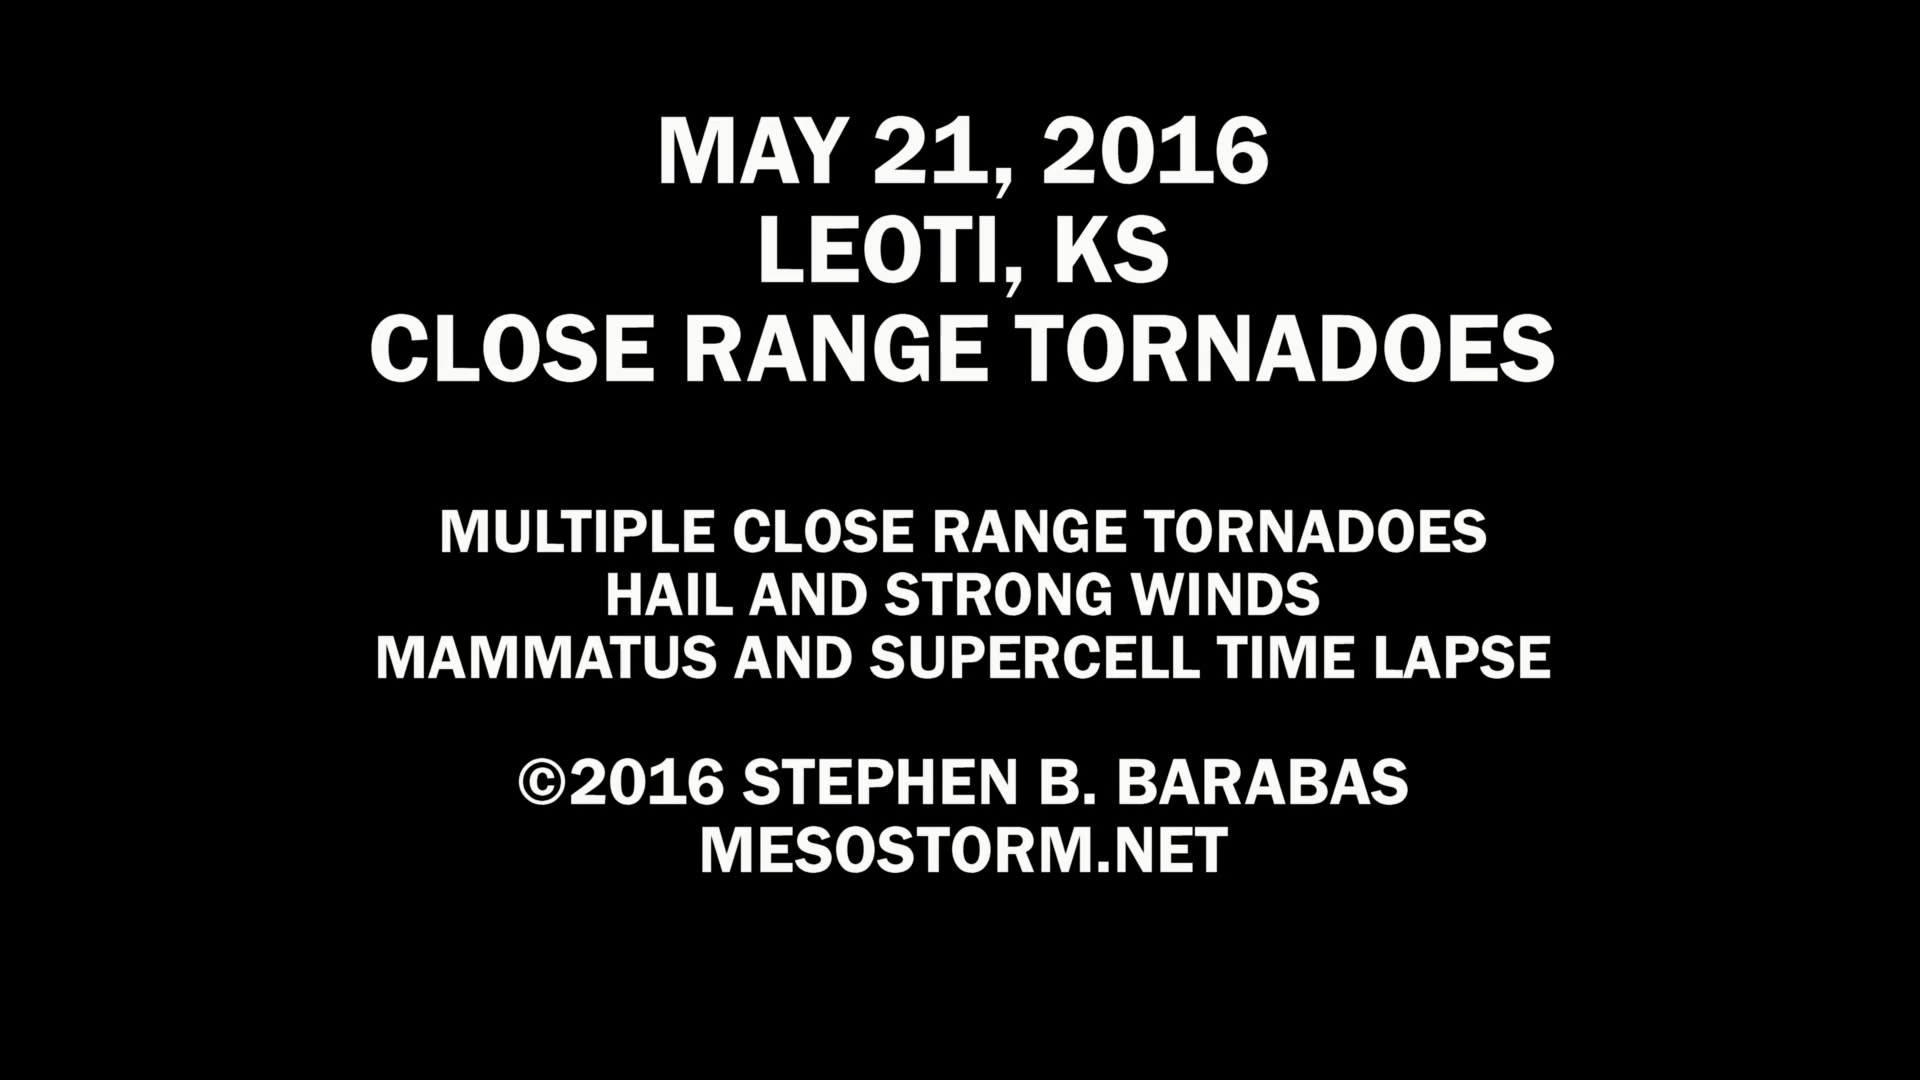 MAY 21, 2016
LEOTI, KS
CLOSE RANGE TORNADOES
MULTIPLE CLOSE RANGE TORNADOES
HAIL AND STRONG WINDS
MAMMATUS AND SUPERCELL TIME LAPSE
©2016 STEPHEN B. BARABAS
MESOSTORM.NET